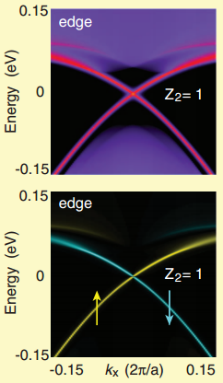 0.15
edge
Energy (eV)
0
Z₂= 1
-0.15
0.15
edge
Energy (eV)
0
Z₂= 1
-0.15
-0.15 kₓ (2π/a) 0.15